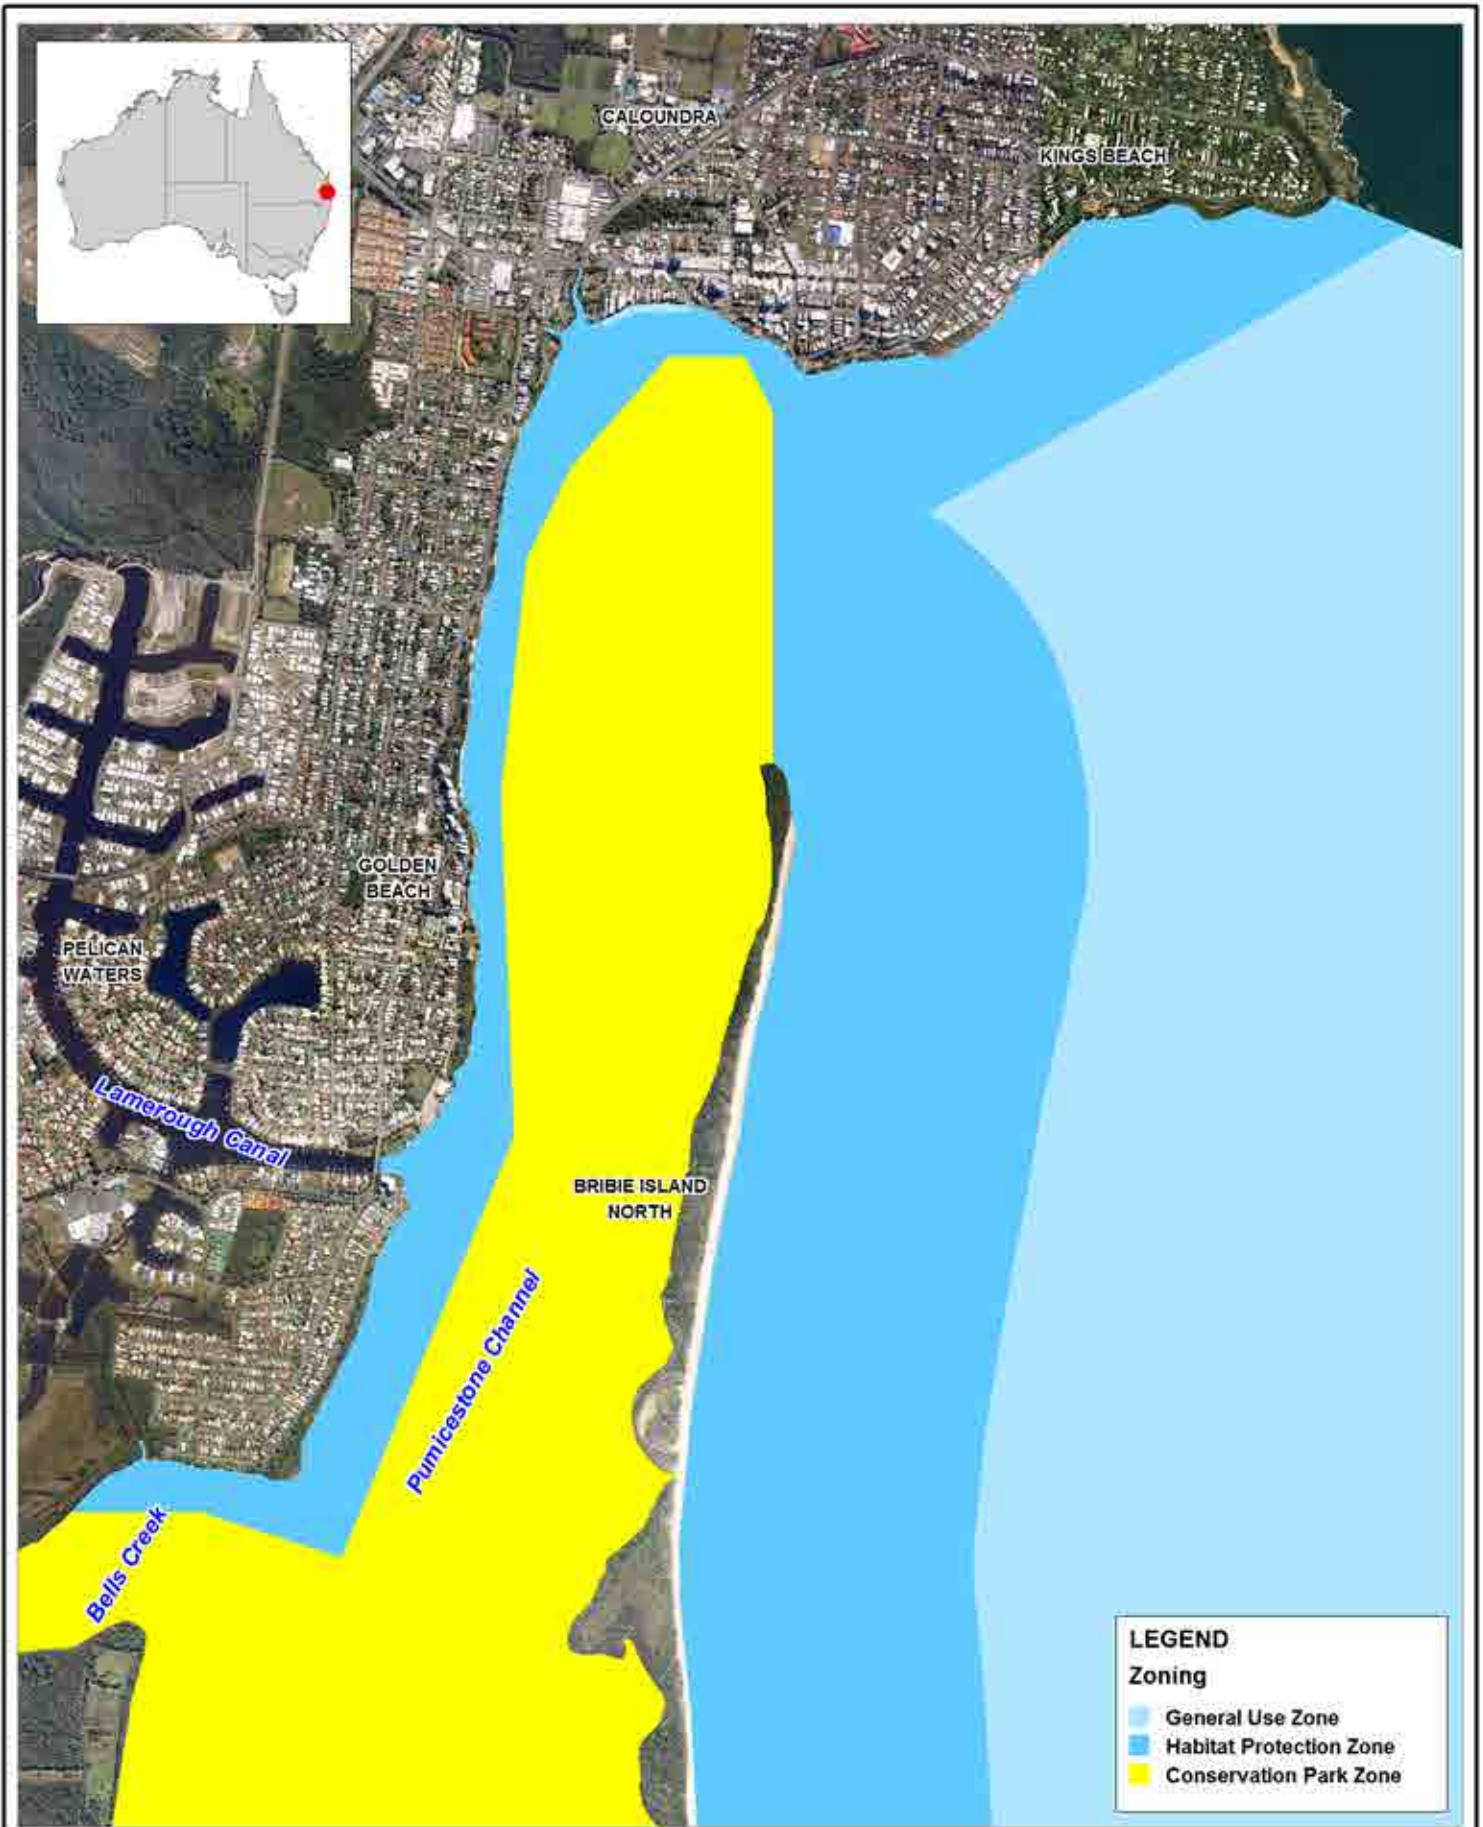 CALOUNDRA
KINGS BEACH
GOLDEN
BEACH
PELICAN
WATERS
Lamerough Canal
BRIBIE ISLAND
NORTH
Pumicestone Channel
Bells Creek
LEGEND
Zoning
General Use Zone
Habitat Protection Zone
Conservation Park Zone